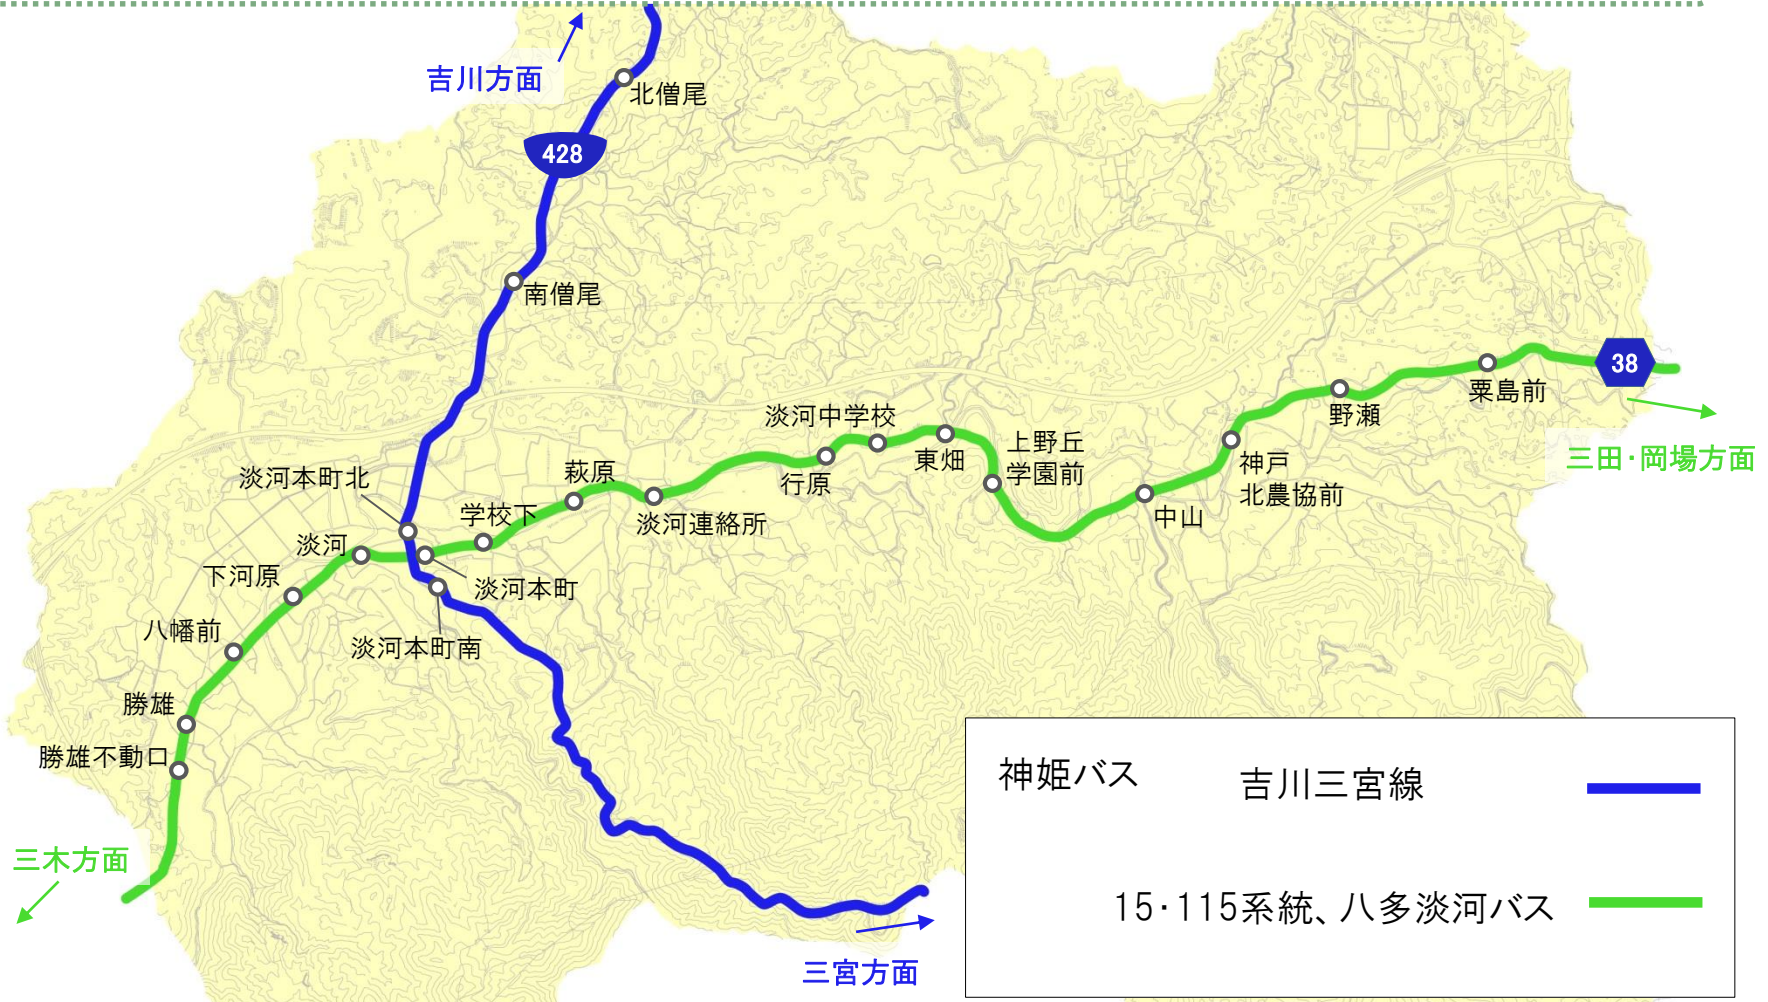 吉川方面
北僧尾
428
南僧尾
38
粟島前
野瀬
三田・岡場方面
淡河中学校
上野丘
学園前
東畑
神戸
北農協前
行原
萩原
淡河本町北
学校下
淡河連絡所
中山
淡河
下河原
淡河本町
八幡前
淡河本町南
勝雄
勝雄不動口
三木方面
三宮方面
神姫バス 吉川三宮線
15・115系統、八多淡河バス